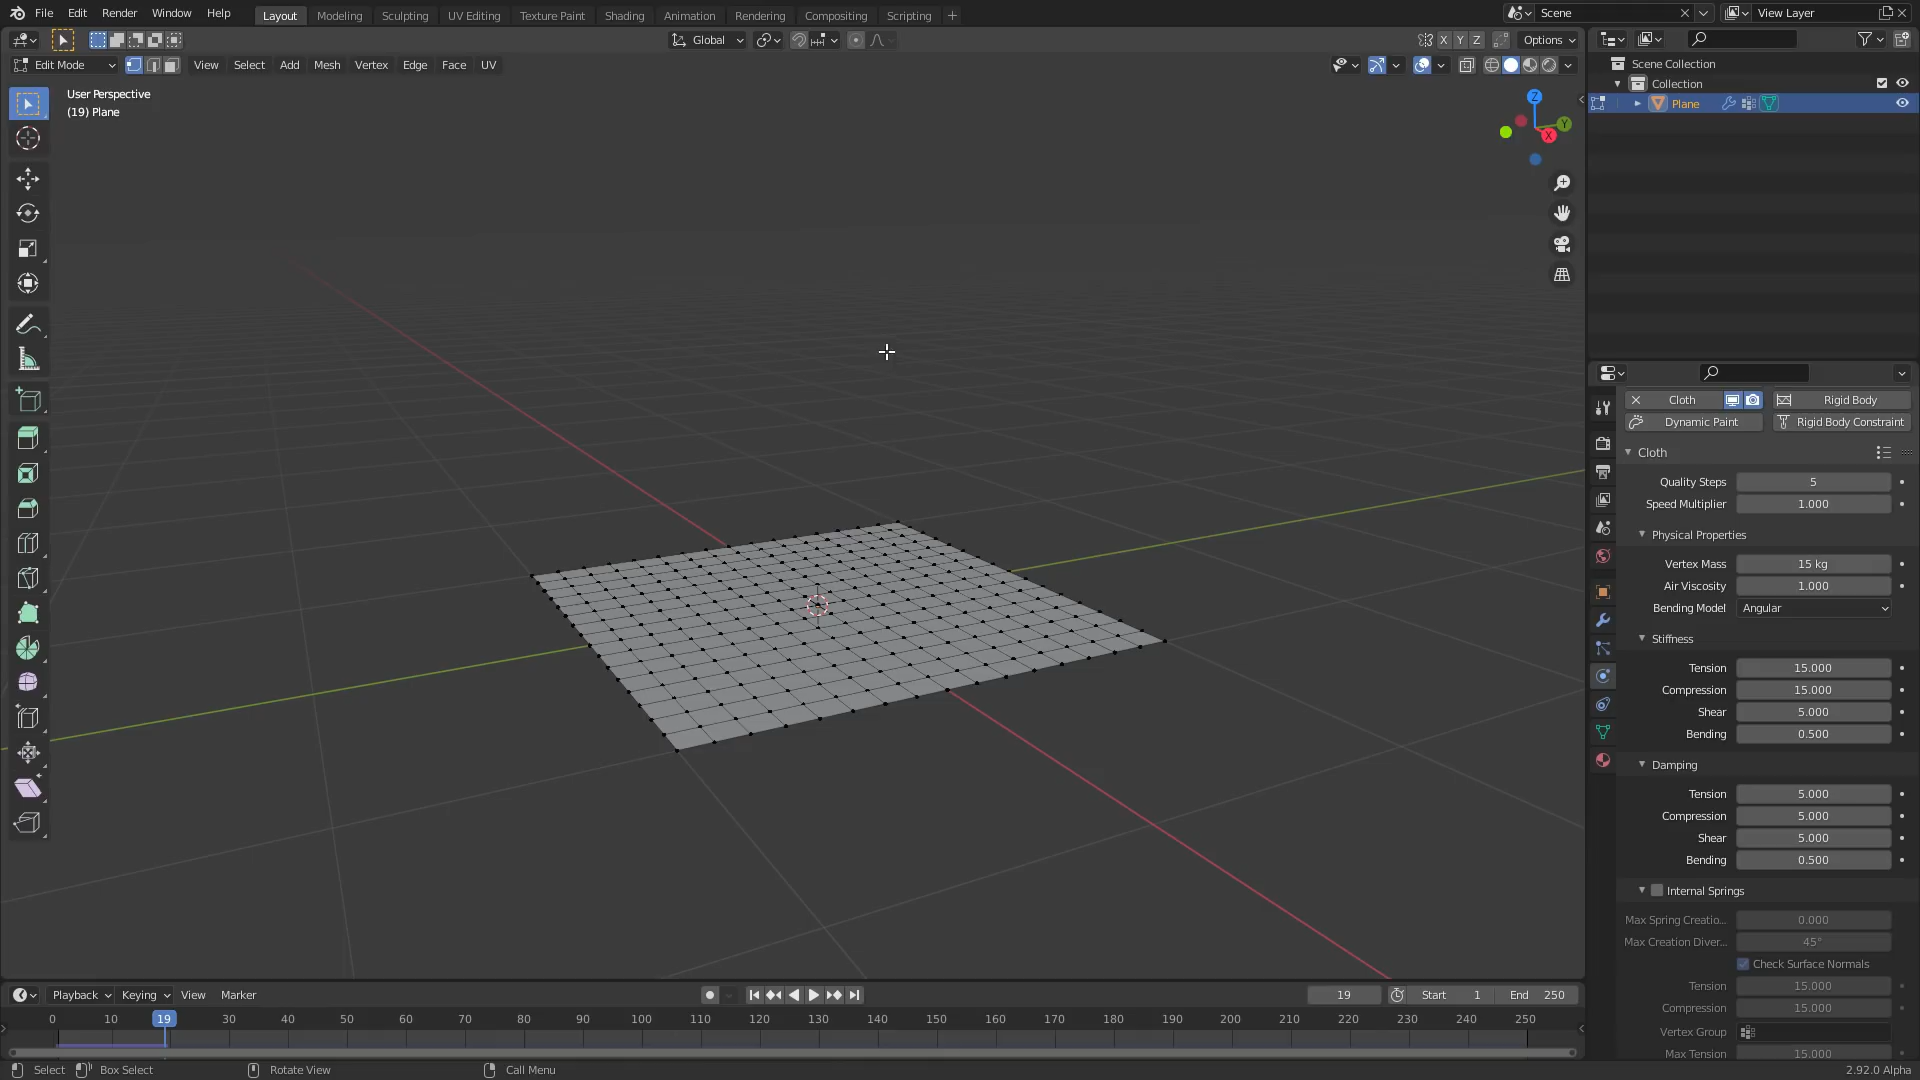 File Edit Render Window Help
Layout Modeling Sculpting UV Editing Texture Paint Shading Animation Rendering Compositing Scripting +
Scene
View Layer
Global
X Y Z
Options
Edit Mode
View Select Add Mesh Vertex Edge Face UV
User Perspective
(19) Plane
Z
Y
X
Scene Collection
Collection
Plane
Cloth
Rigid Body
Dynamic Paint
Rigid Body Constraint
Cloth
Quality Steps 5
Speed Multiplier 1.000
Physical Properties
Vertex Mass 15 kg
Air Viscosity 1.000
Bending Model Angular
Stiffness
Tension 15.000
Compression 15.000
Shear 5.000
Bending 0.500
Damping
Tension 5.000
Compression 5.000
Shear 5.000
Bending 0.500
Internal Springs
Max Spring Creatio... 0.000
Max Creation Diver... 45°
Check Surface Normals
Tension 15.000
Compression 15.000
Vertex Group
Max Tension 15.000
Playback Keying View Marker
19
Start 1
End 250
0 10 19 30 40 50 60 70 80 90 100 110 120 130 140 150 160 170 180 190 200 210 220 230 240 250
Select Box Select Rotate View Call Menu
2.92.0 Alpha